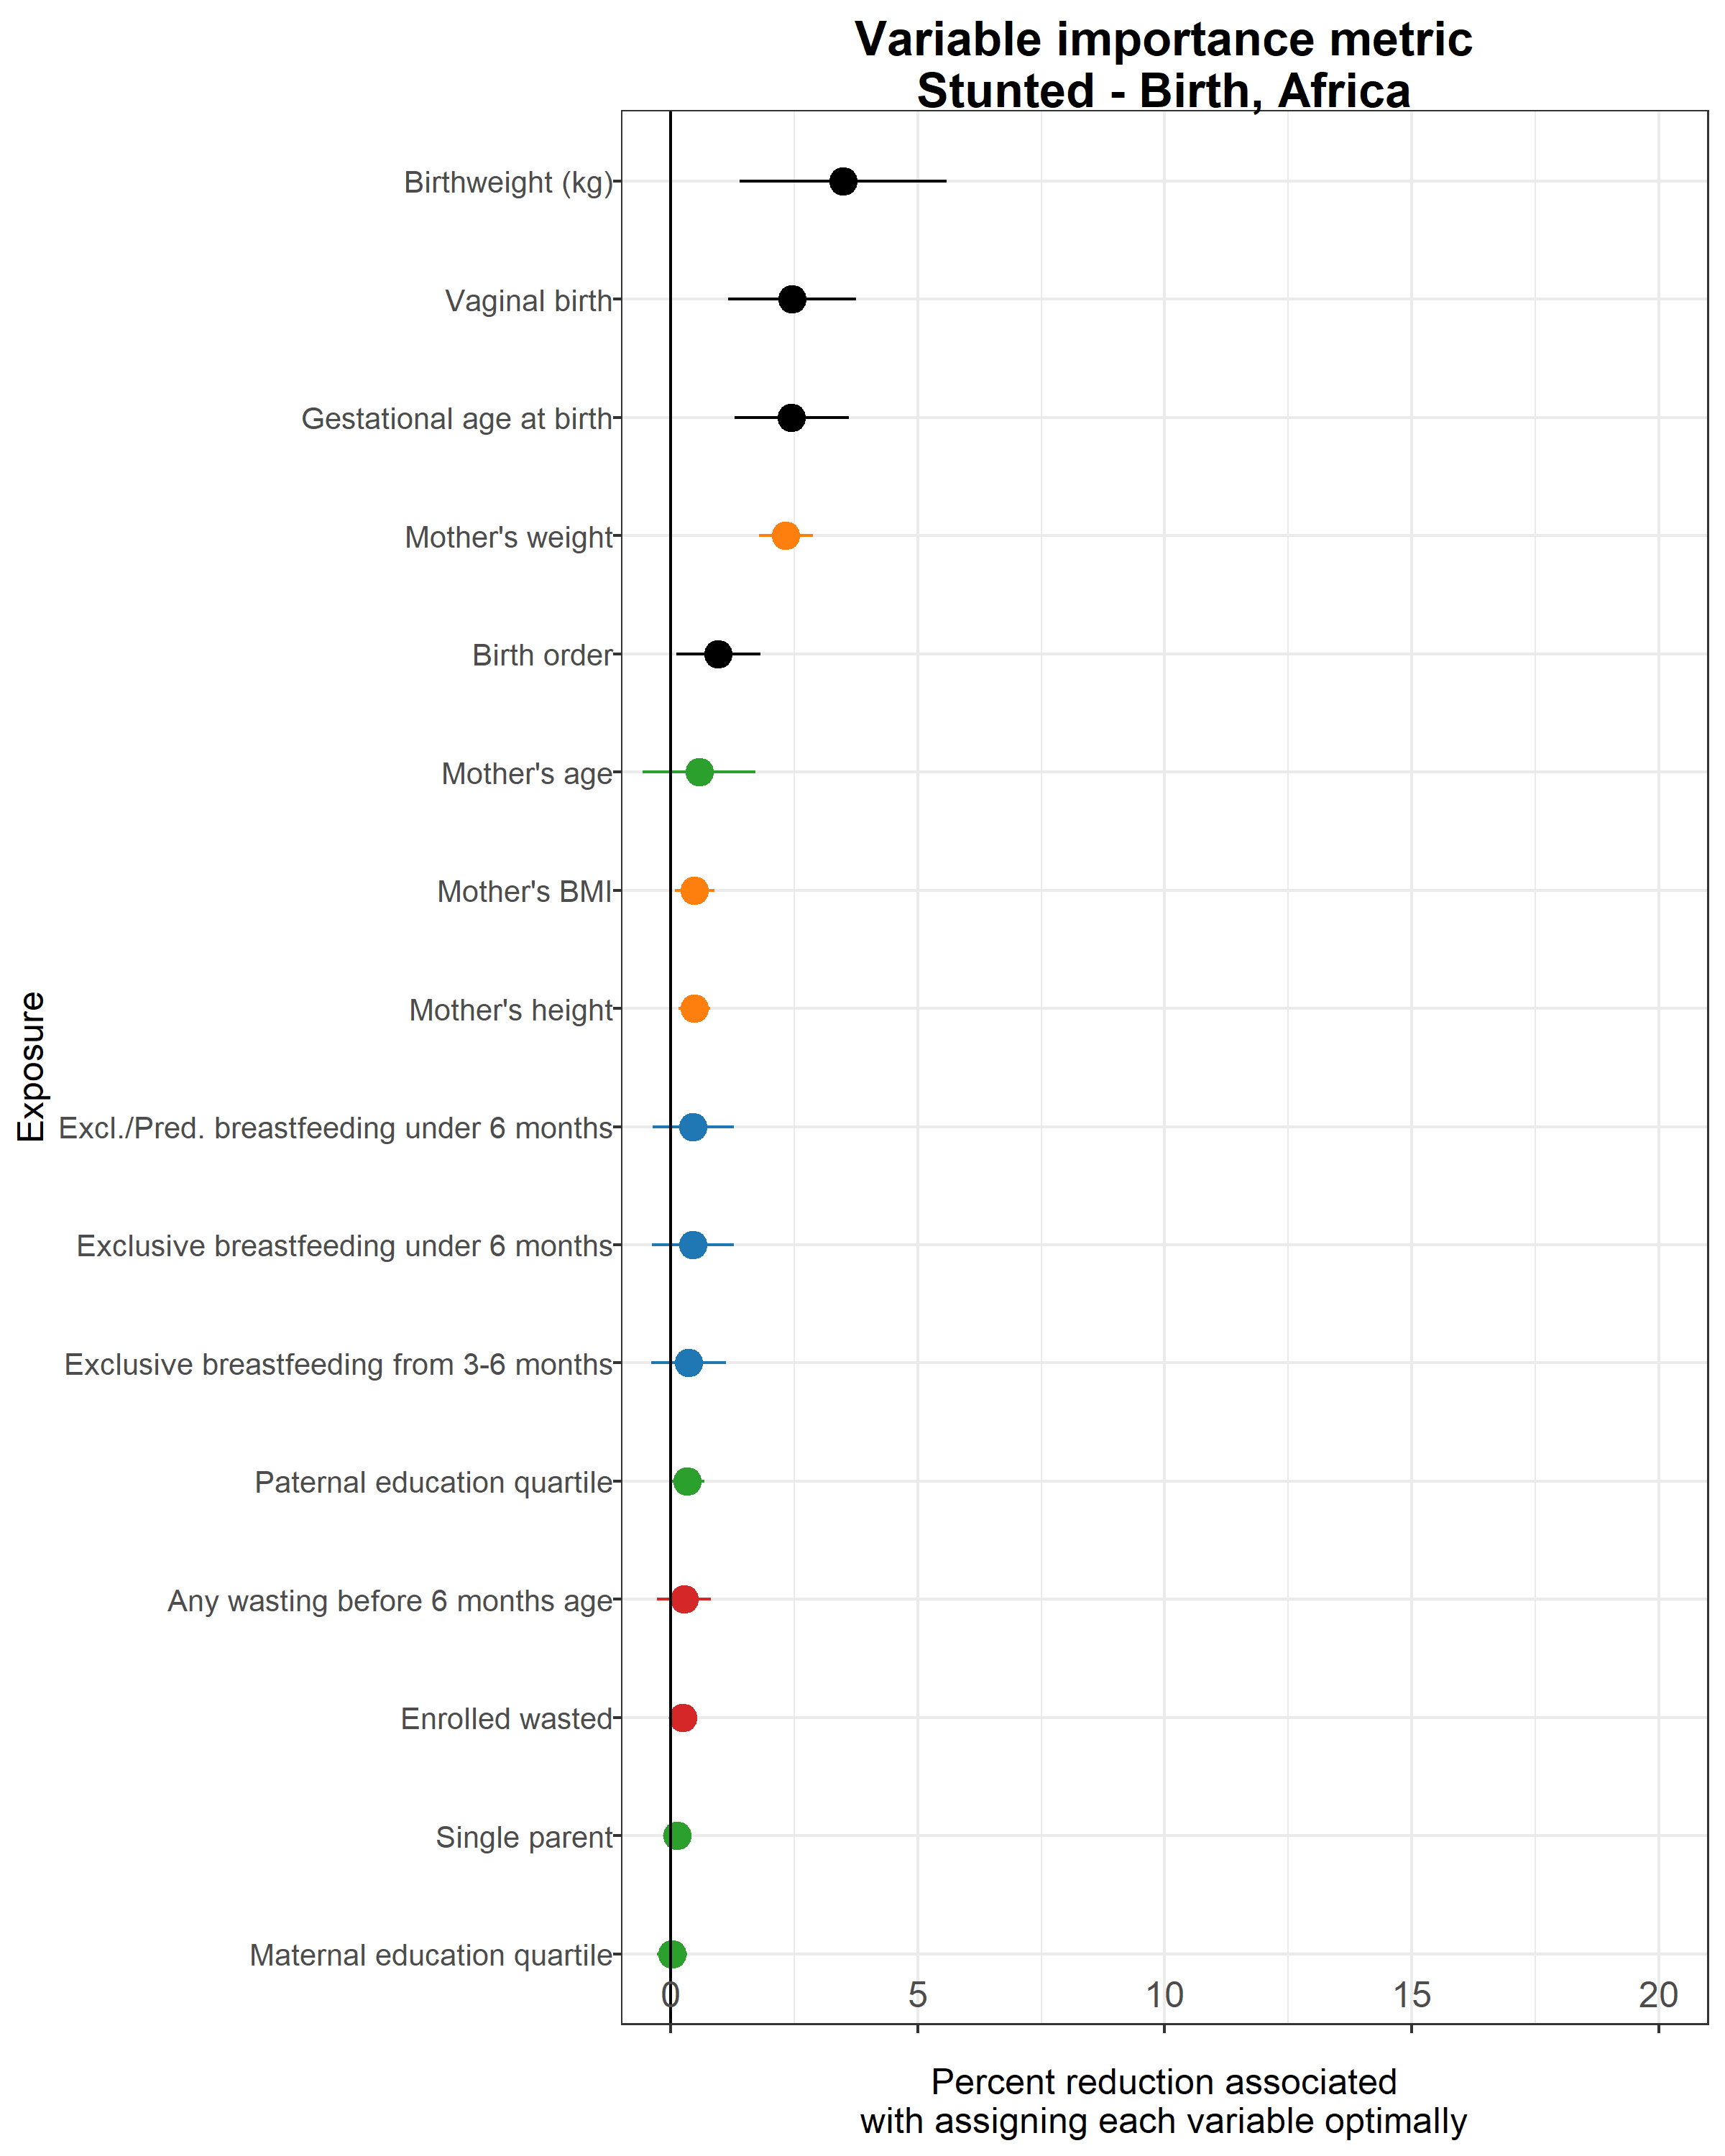 Variable importance metric
Stunted - Birth, Africa
Exposure
Birthweight (kg)
Vaginal birth
Gestational age at birth
Mother's weight
Birth order
Mother's age
Mother's BMI
Mother's height
Excl./Pred. breastfeeding under 6 months
Exclusive breastfeeding under 6 months
Exclusive breastfeeding from 3-6 months
Paternal education quartile
Any wasting before 6 months age
Enrolled wasted
Single parent
Maternal education quartile
0 5 10 15 20
Percent reduction associated
with assigning each variable optimally